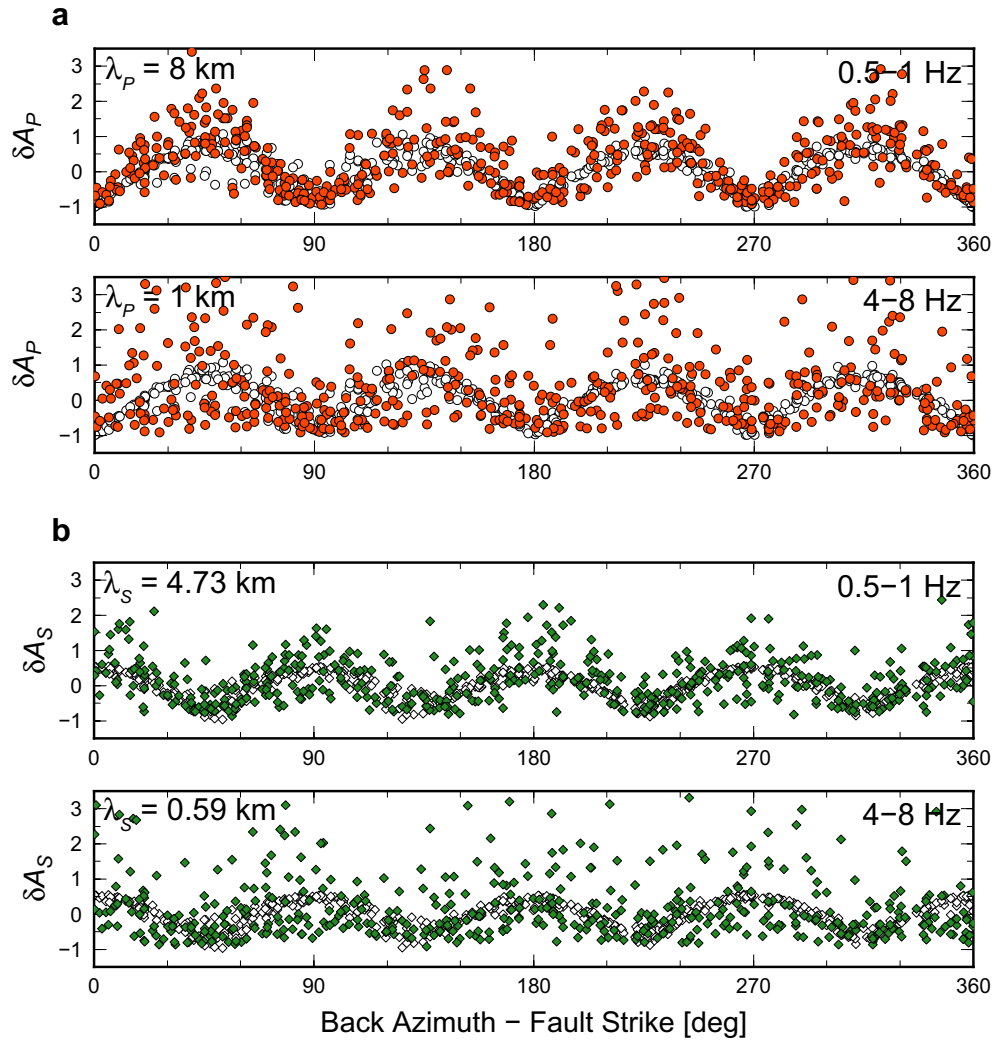 a
λP = 8 km
0.5−1 Hz
3
2
1
0
−1
δAP
0 90 180 270 360
λP = 1 km
4−8 Hz
3
2
1
0
−1
δAP
0 90 180 270 360
b
λS = 4.73 km
0.5−1 Hz
3
2
1
0
−1
δAS
0 90 180 270 360
λS = 0.59 km
4−8 Hz
3
2
1
0
−1
δAS
0 90 180 270 360
Back Azimuth − Fault Strike [deg]